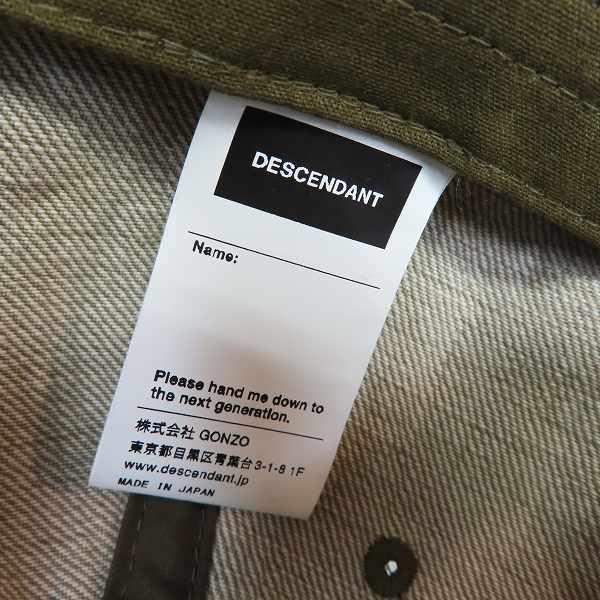 DESCENDANT
Name:
Please hand me down to
the next generation.
株式会社 GONZO
東京都目黒区青葉台3-1-8 1F
www.descendant.jp
MADE IN JAPAN